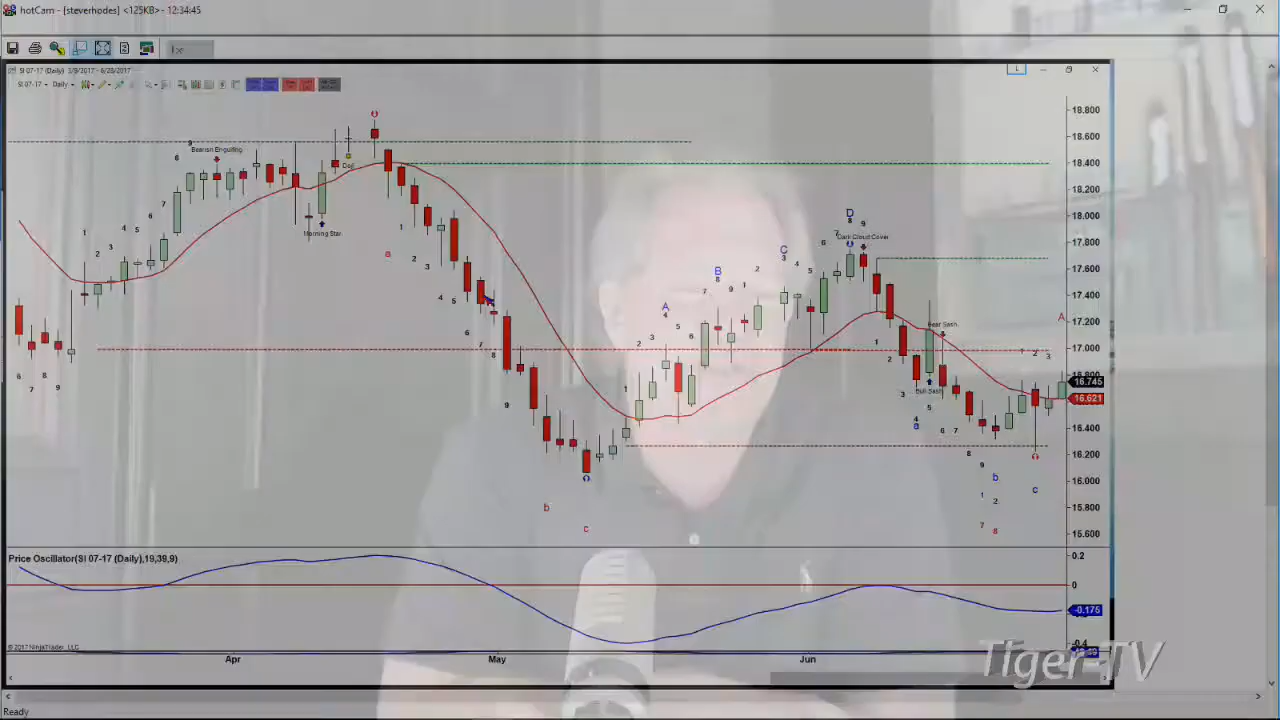 hotCam - [steverhodes] <125KB> - 12:34:45
SI 07-17 (Daily) 3/9/2017 - 6/28/2017
SI 07-17 Daily
18.800
18.600
18.400
18.200
18.000
17.800
17.600
17.400
17.200
17.000
16.800
16.745
16.621
16.400
16.200
16.000
15.800
15.600
Bearish Engulfing
Doji
Morning Star
Dark Cloud Cover
Bear Sash
Bull Sash
A
B
C
D
A
a
b
c
a
b
c
Price Oscillator(SI 07-17 (Daily),19,39,9)
0.2
0
-0.175
-0.4
© 2017 NinjaTrader, LLC
Apr
May
Jun
Tiger-TV
Ready